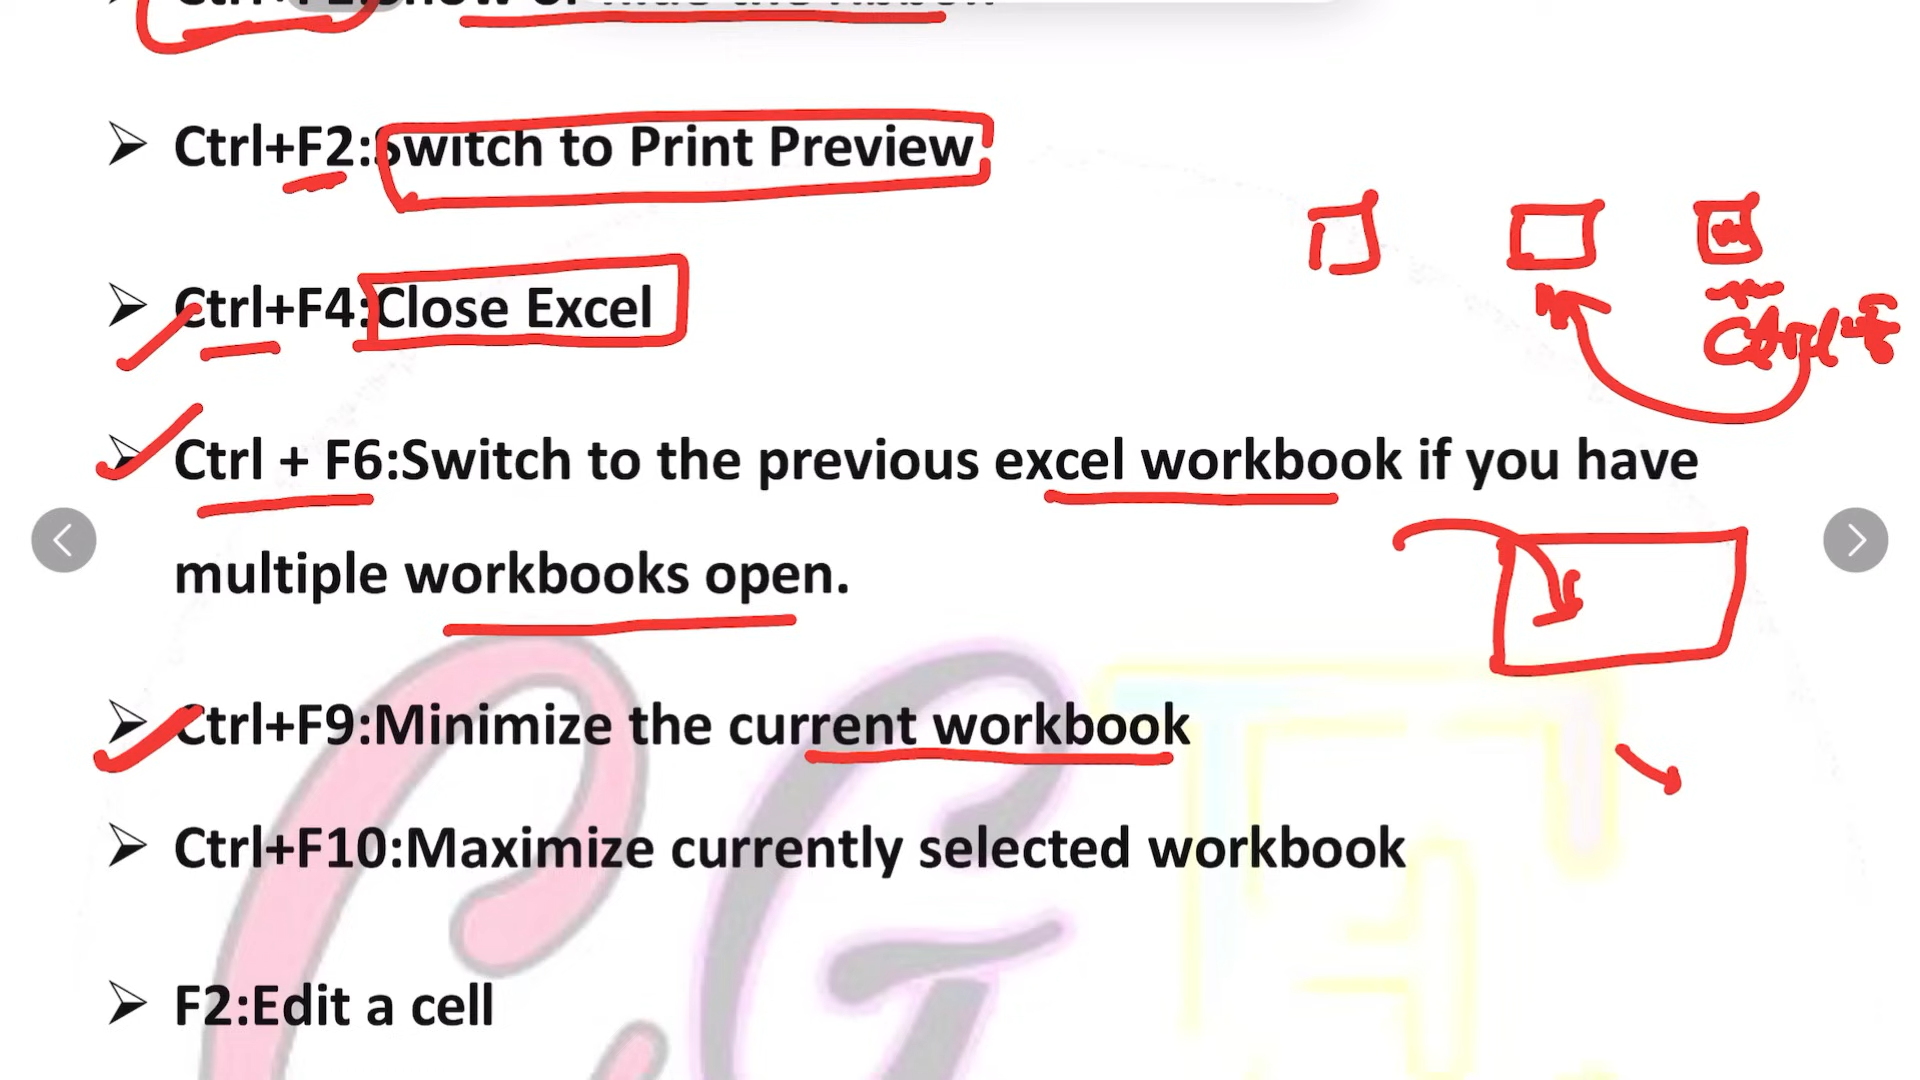 Ctrl+F2:Switch to Print Preview
Ctrl+F4:Close Excel
Ctrl + F6:Switch to the previous excel workbook if you have
multiple workbooks open.
Ctrl+F9:Minimize the current workbook
Ctrl+F10:Maximize currently selected workbook
F2:Edit a cell